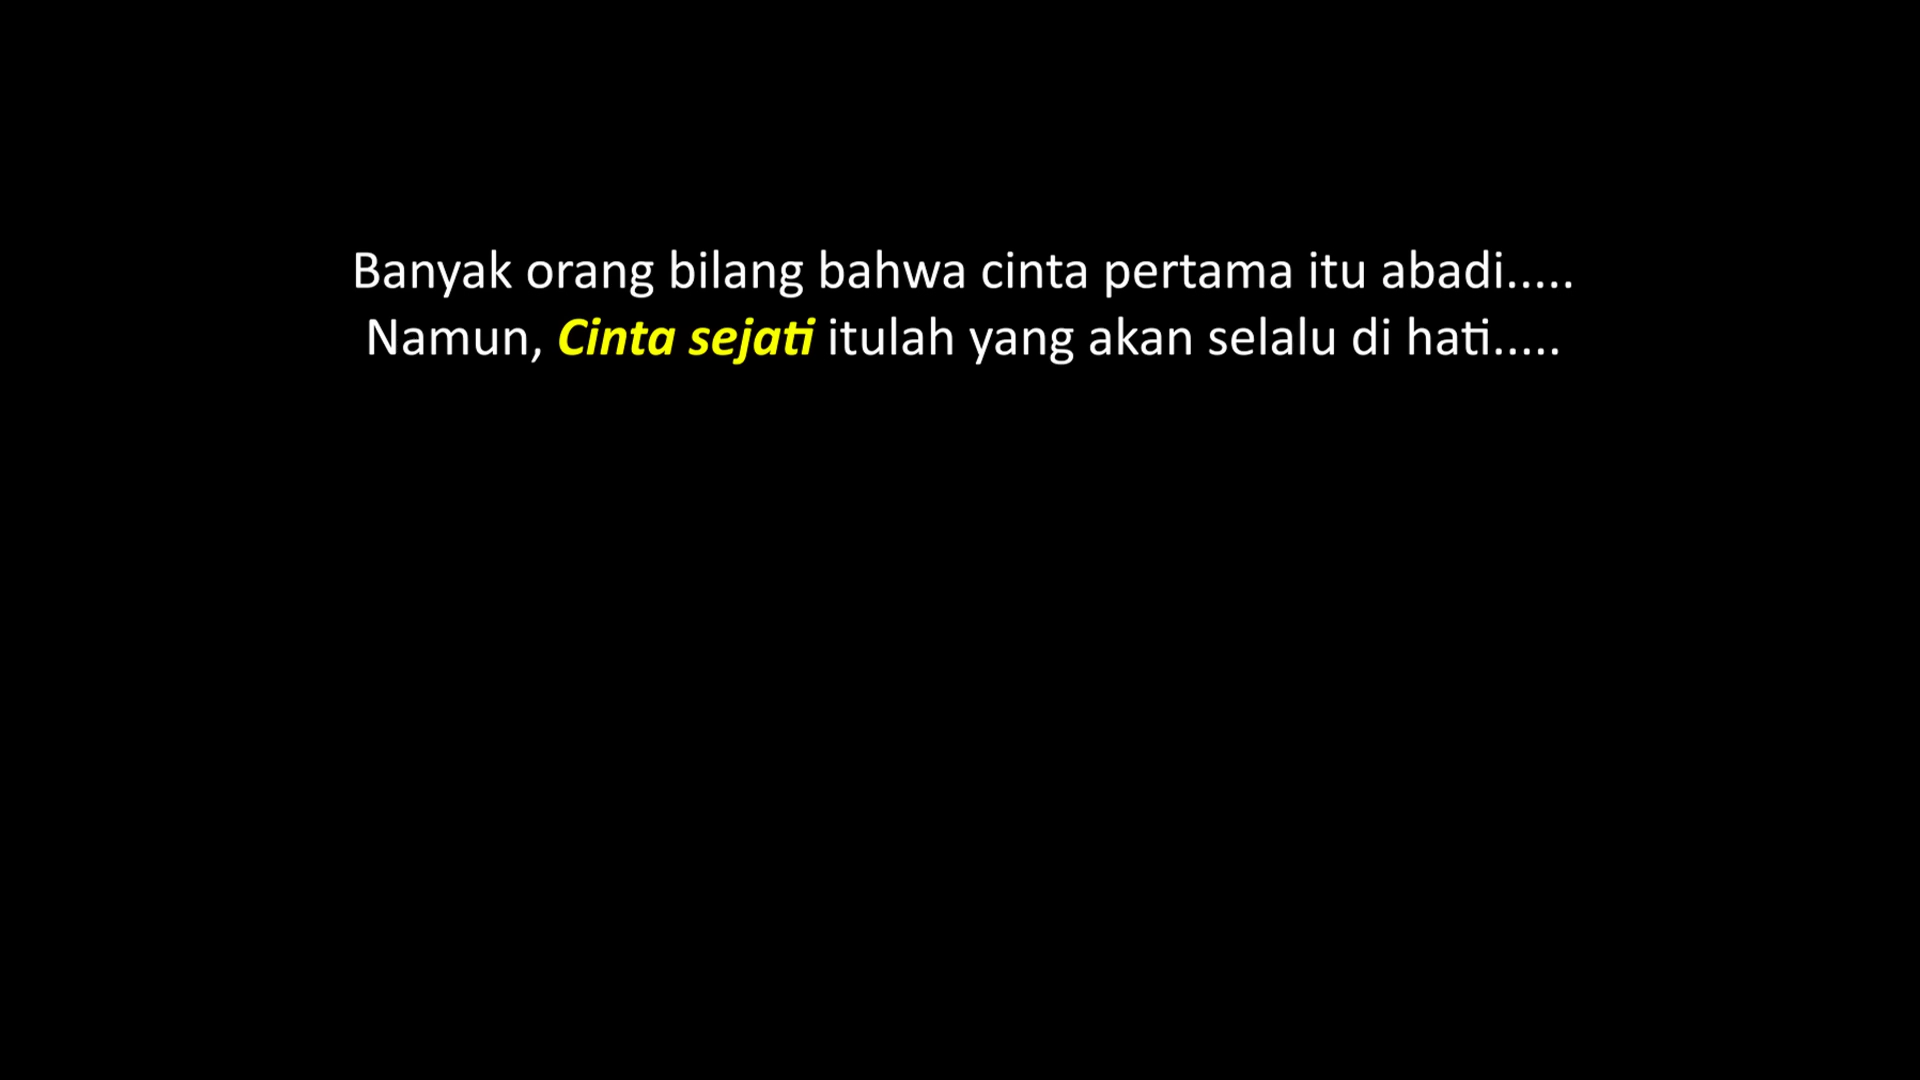 Banyak orang bilang bahwa cinta pertama itu abadi.....
Namun, Cinta sejati itulah yang akan selalu di hati.....